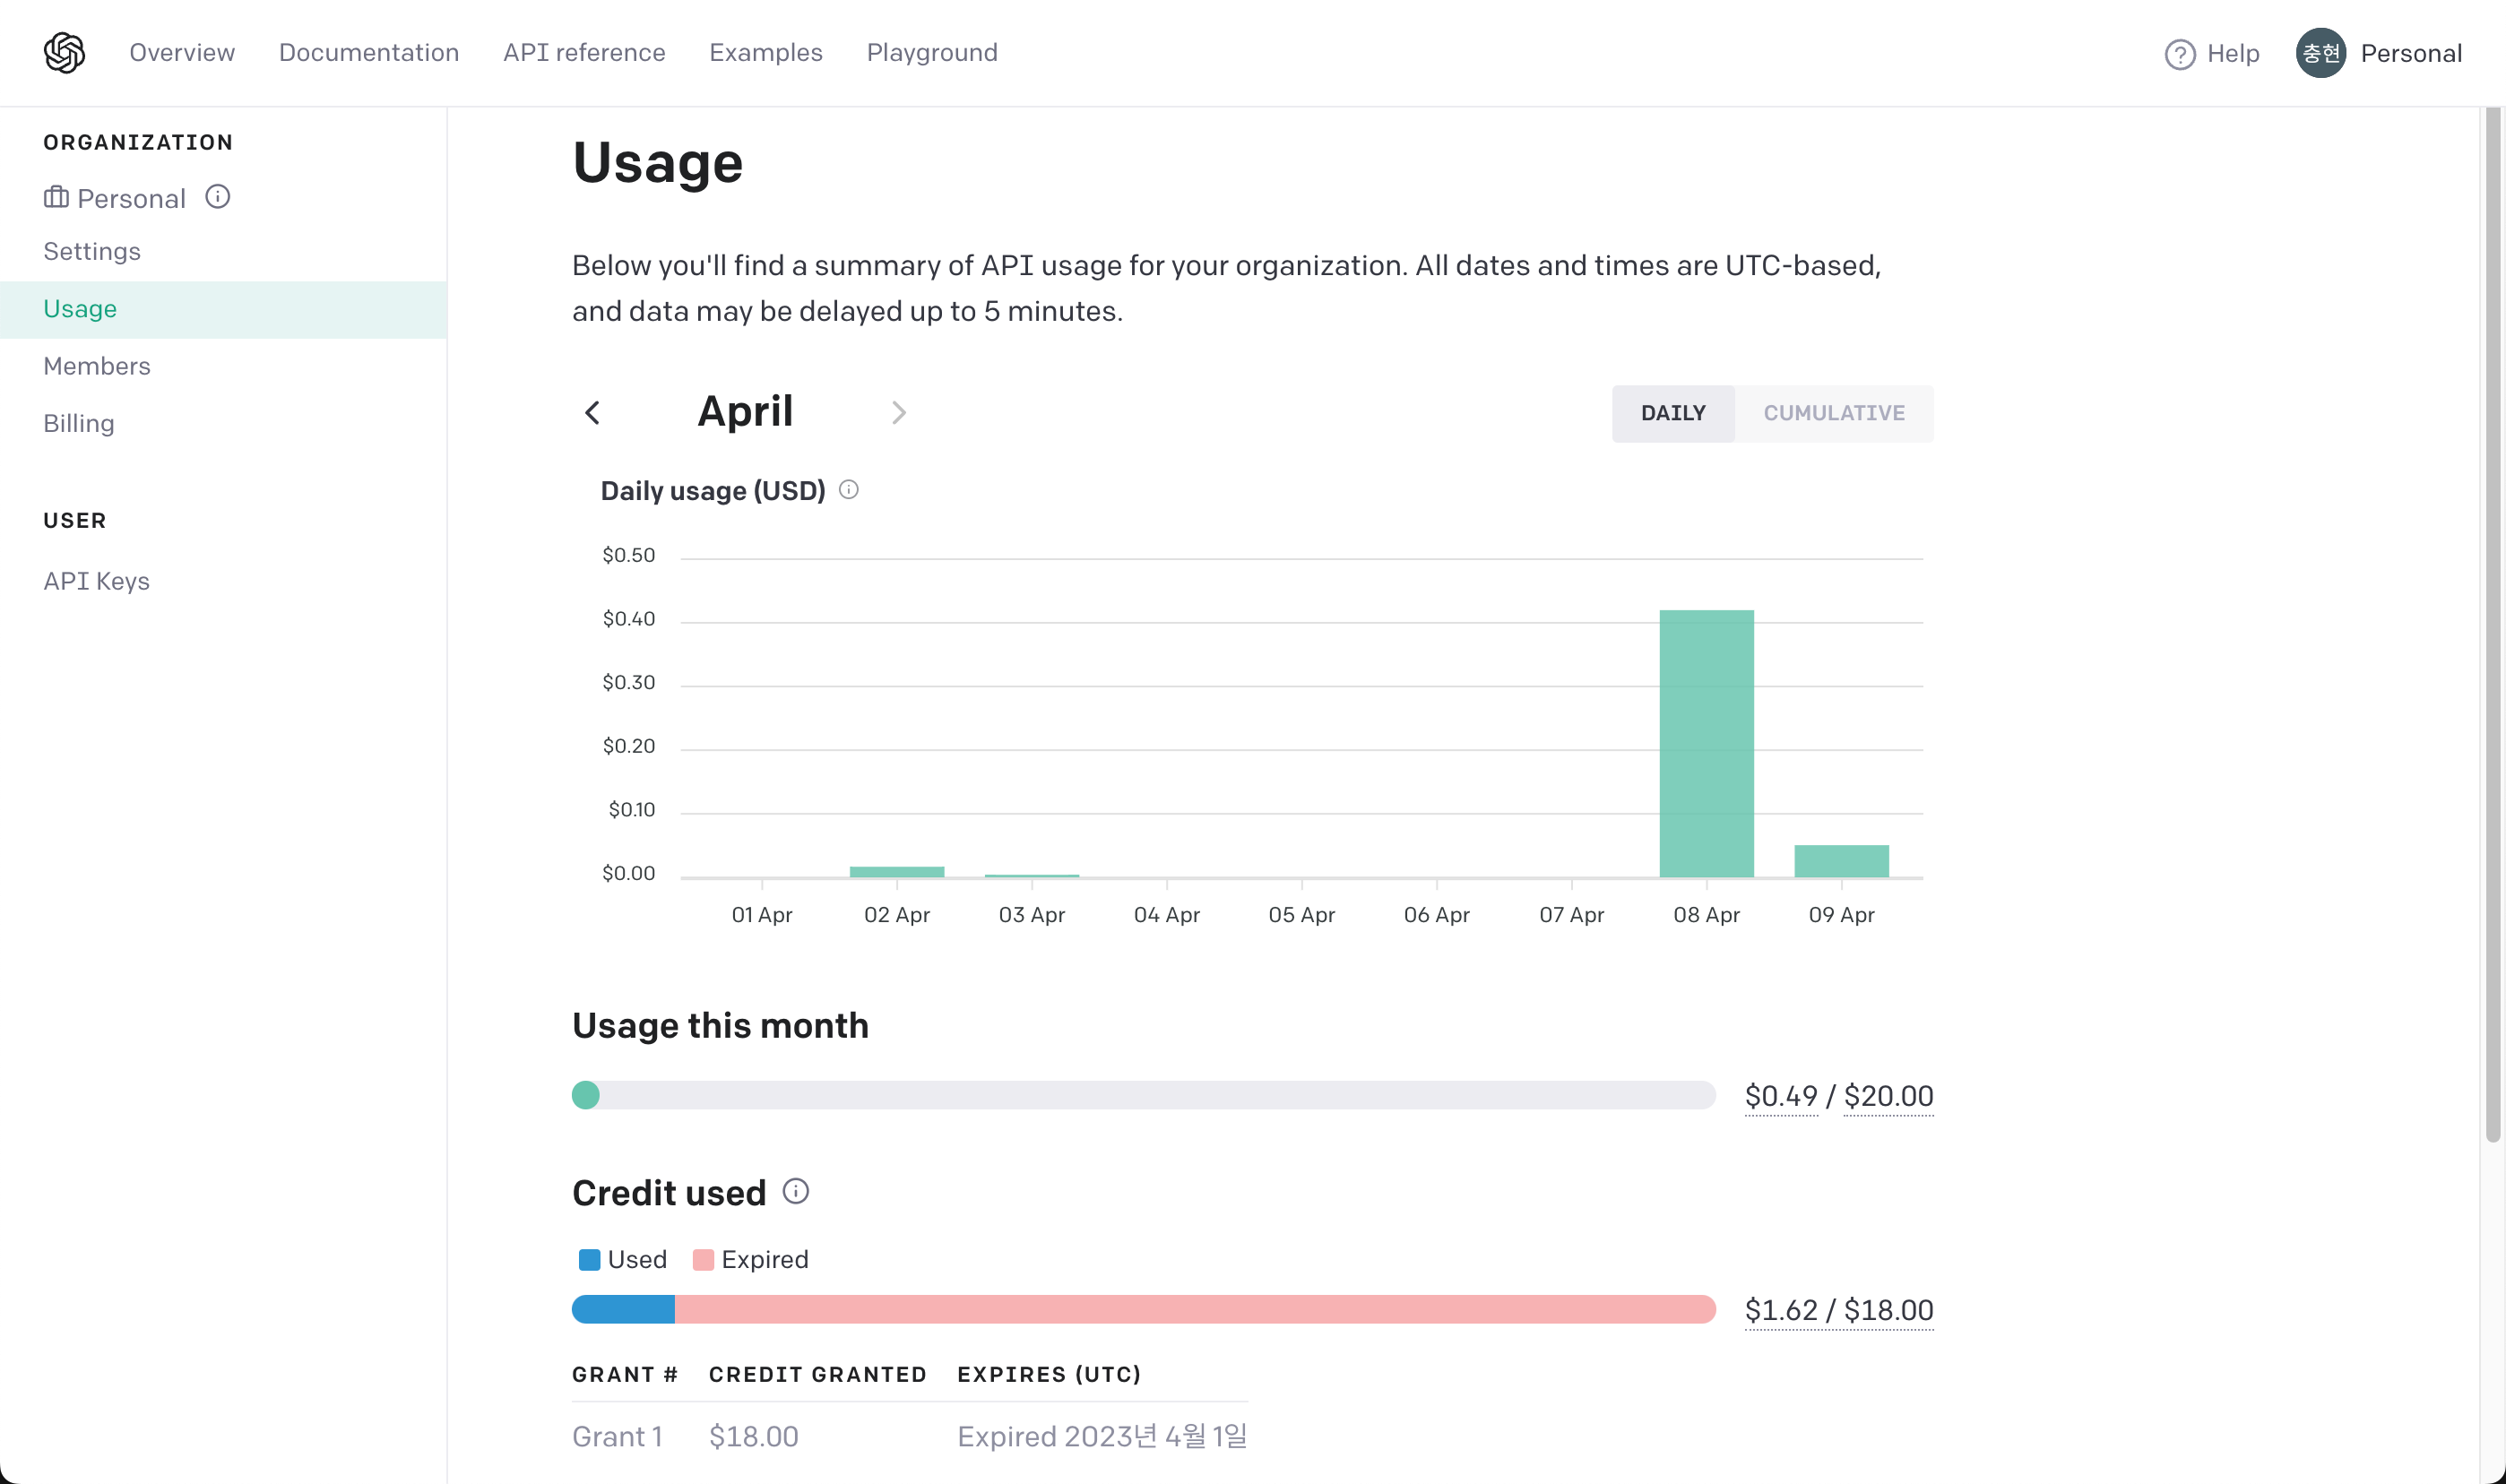 Overview Documentation API reference Examples Playground Help 충현 Personal
ORGANIZATION
Personal
Settings
Usage
Members
Billing
USER
API Keys
Usage
Below you'll find a summary of API usage for your organization. All dates and times are UTC-based,
and data may be delayed up to 5 minutes.
April
DAILY CUMULATIVE
Daily usage (USD)
$0.50
$0.40
$0.30
$0.20
$0.10
$0.00
01 Apr 02 Apr 03 Apr 04 Apr 05 Apr 06 Apr 07 Apr 08 Apr 09 Apr
Usage this month
$0.49 / $20.00
Credit used
Used Expired
$1.62 / $18.00
GRANT # CREDIT GRANTED EXPIRES (UTC)
Grant 1 $18.00 Expired 2023년 4월 1일